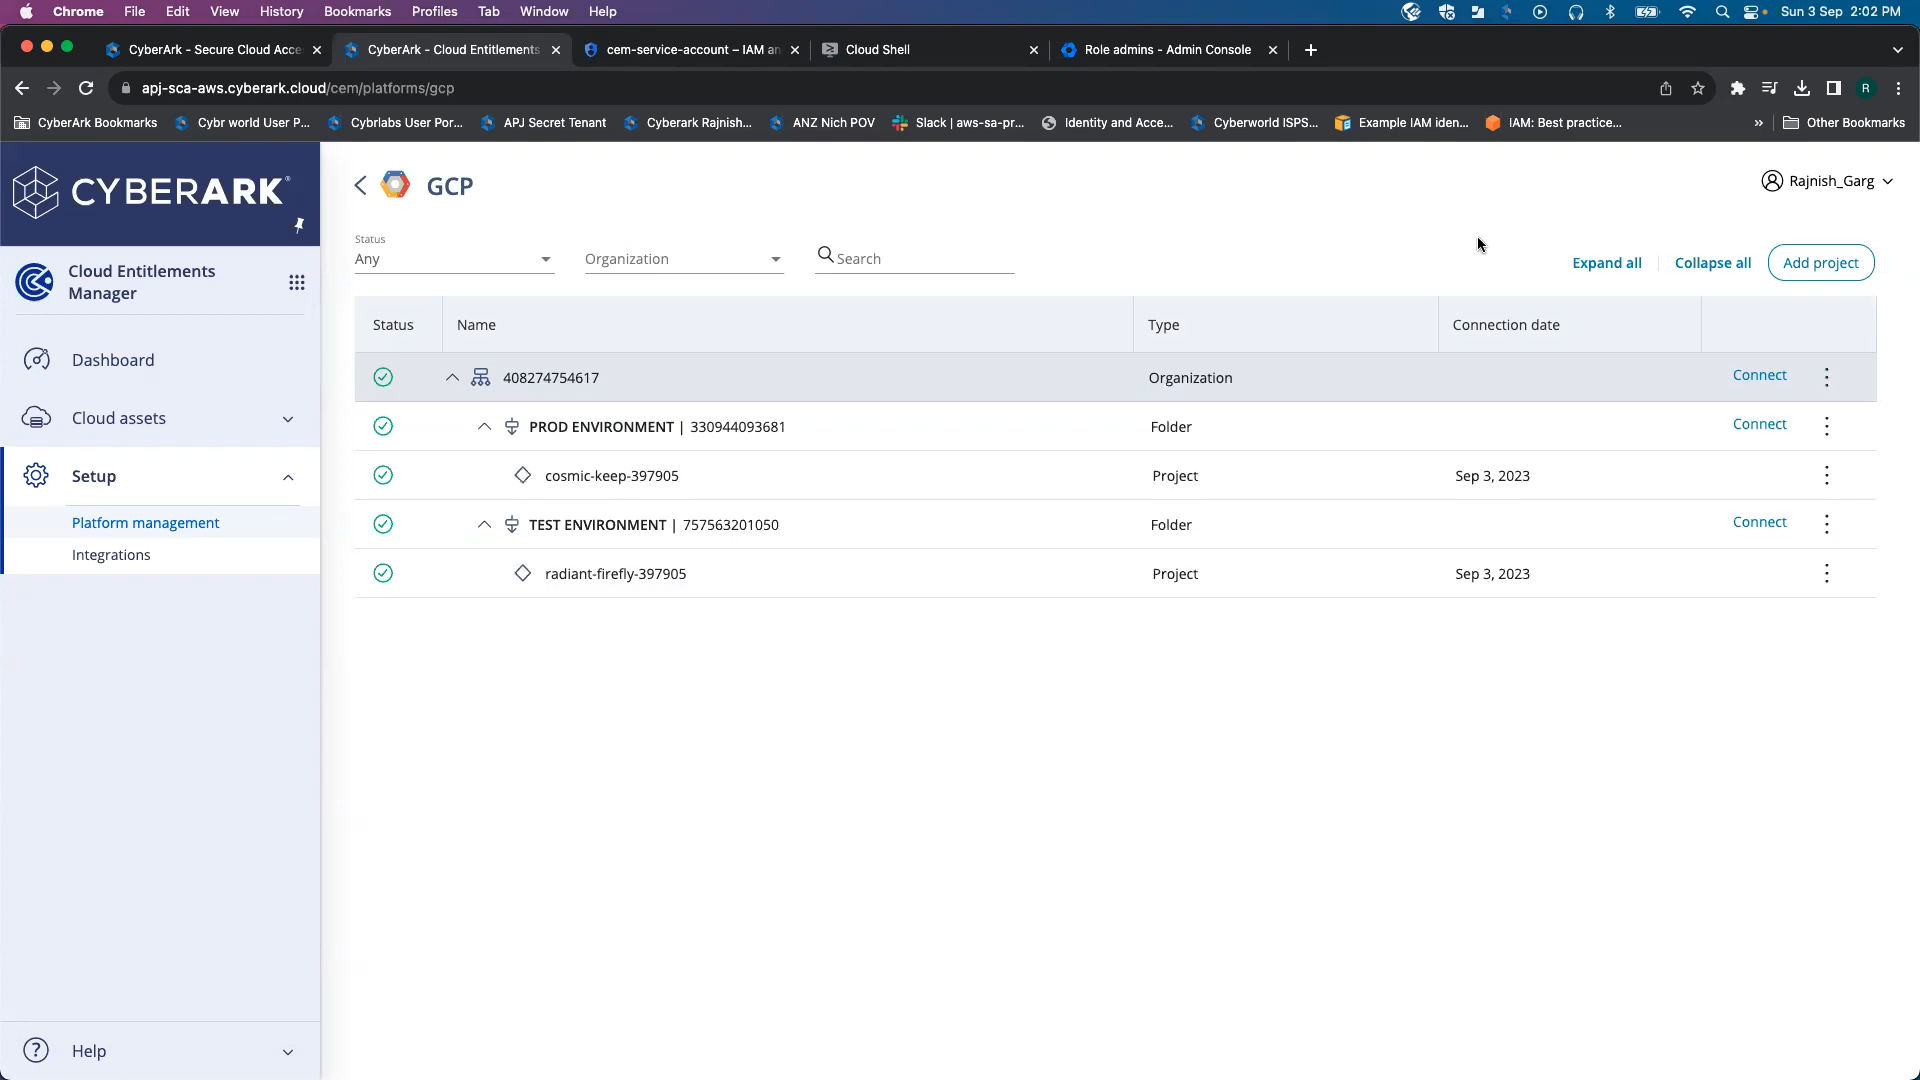 Chrome File Edit View History Bookmarks Profiles Tab Window Help Sun 3 Sep 2:02 PM
CyberArk - Secure Cloud Acce CyberArk - Cloud Entitlements cem-service-account – IAM an Cloud Shell Role admins - Admin Console
apj-sca-aws.cyberark.cloud/cem/platforms/gcp R
CyberArk Bookmarks Cybr world User P... Cybrlabs User Por... APJ Secret Tenant Cyberark Rajnish... ANZ Nich POV Slack | aws-sa-pr... Identity and Acce... Cyberworld ISPS... Example IAM iden... IAM: Best practice... » Other Bookmarks
CYBERARK®
GCP
Rajnish_Garg
Status
Any
Organization
Search
Expand all
Collapse all
Add project
Cloud Entitlements
Manager
Dashboard
Cloud assets
Setup
Platform management
Integrations
Help
Status Name Type Connection date
408274754617 Organization Connect
PROD ENVIRONMENT | 330944093681 Folder Connect
cosmic-keep-397905 Project Sep 3, 2023
TEST ENVIRONMENT | 757563201050 Folder Connect
radiant-firefly-397905 Project Sep 3, 2023